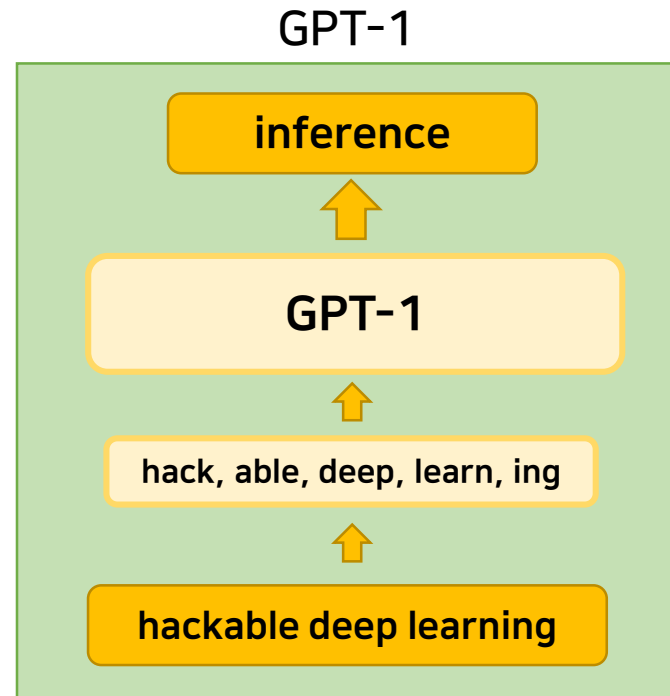 GPT-1
inference
GPT-1
hack, able, deep, learn, ing
hackable deep learning